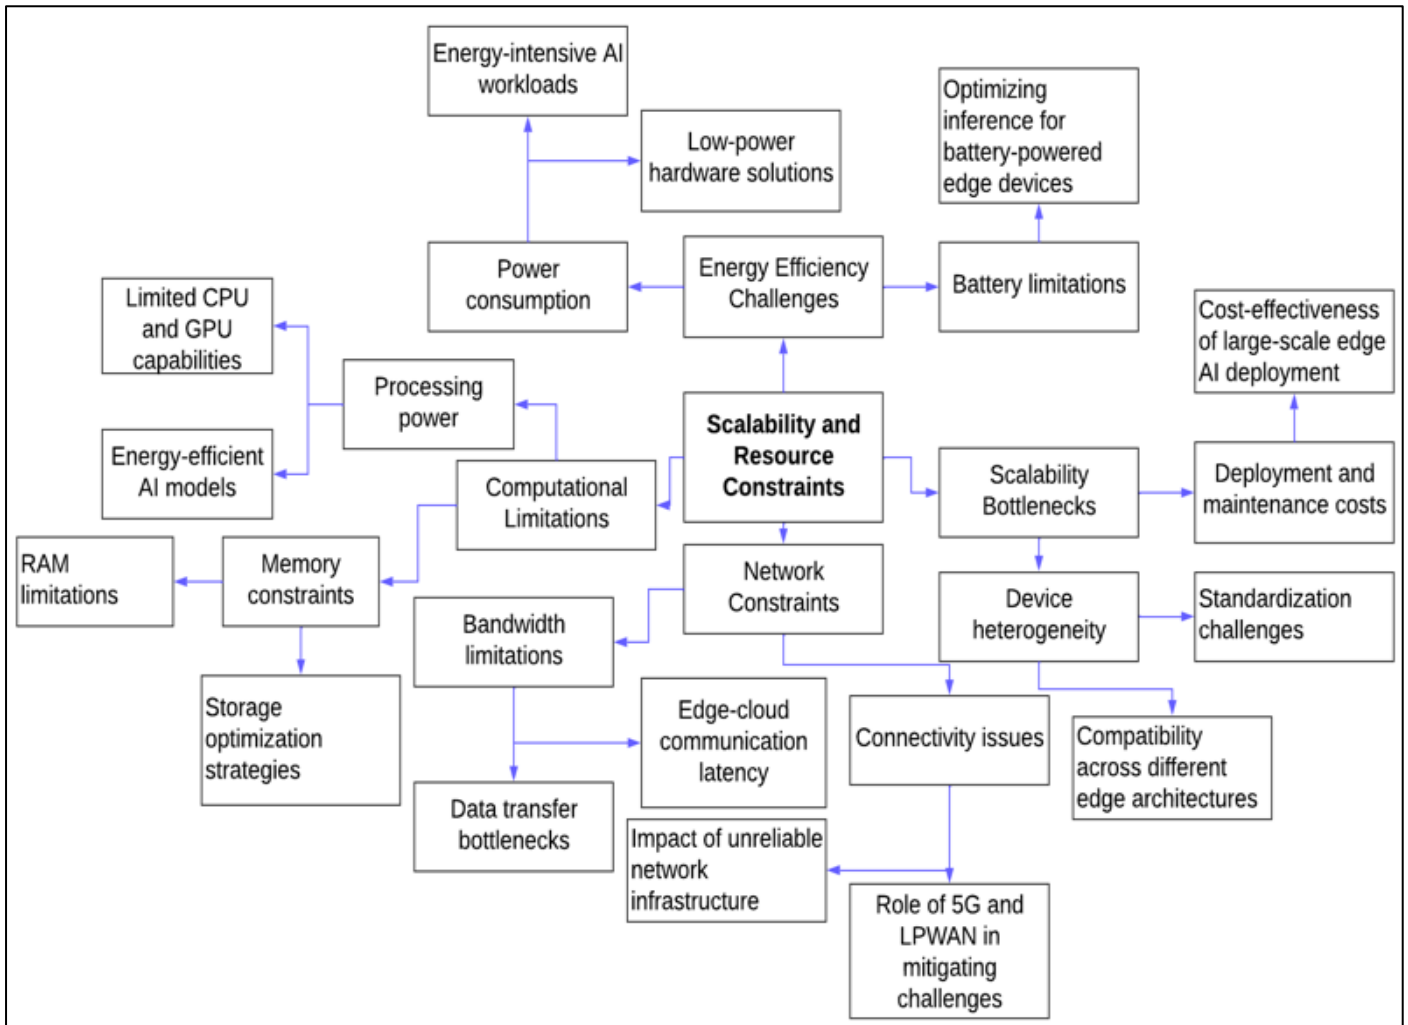 Energy-intensive AI
workloads
Low-power
hardware solutions
Optimizing
inference for
battery-powered
edge devices
Power
consumption
Energy Efficiency
Challenges
Battery limitations
Limited CPU
and GPU
capabilities
Cost-effectiveness
of large-scale edge
AI deployment
Processing
power
Scalability and
Resource
Constraints
Energy-efficient
AI models
Computational
Limitations
Scalability
Bottlenecks
Deployment and
maintenance costs
RAM
limitations
Memory
constraints
Network
Constraints
Device
heterogeneity
Standardization
challenges
Bandwidth
limitations
Storage
optimization
strategies
Edge-cloud
communication
latency
Connectivity issues
Compatibility
across different
edge architectures
Data transfer
bottlenecks
Impact of unreliable
network
infrastructure
Role of 5G and
LPWAN in
mitigating
challenges